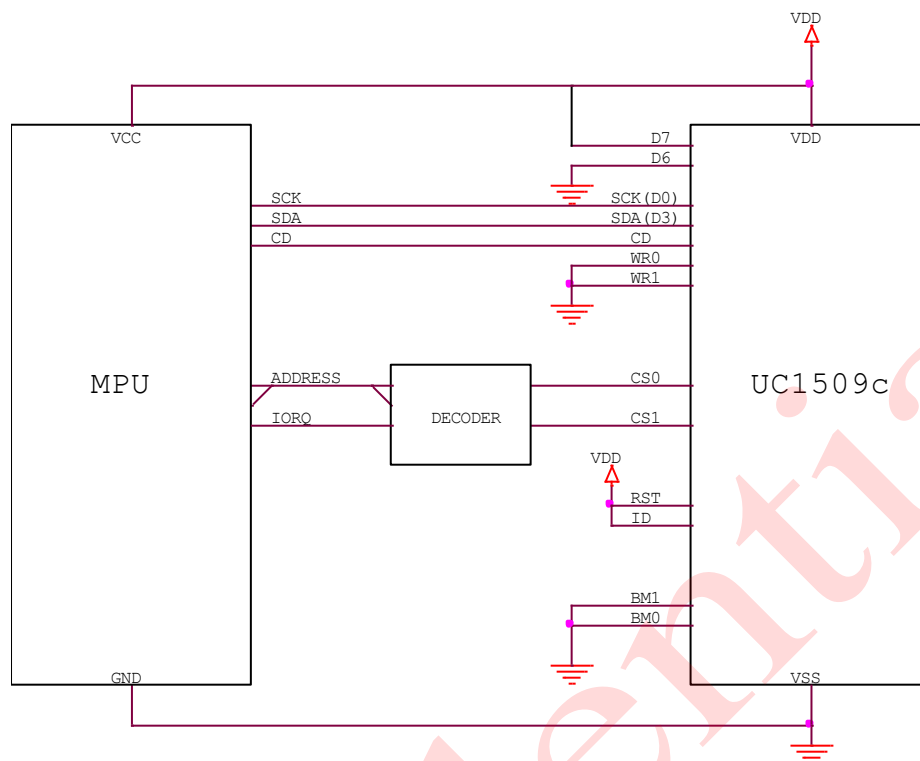 VDD
VCC
VDD
D7
D6
SCK
SCK(D0)
SDA
SDA(D3)
CD
CD
WR0
WR1
MPU
ADDRESS
CS0
UC1509c
IORQ
DECODER
CS1
VDD
RST
ID
BM1
BM0
GND
VSS